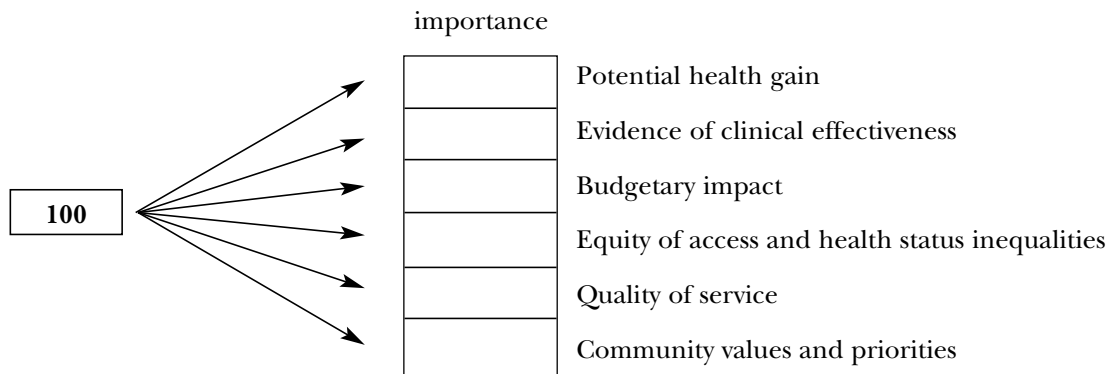 importance
Potential health gain
Evidence of clinical effectiveness
Budgetary impact
100
Equity of access and health status inequalities
Quality of service
Community values and priorities